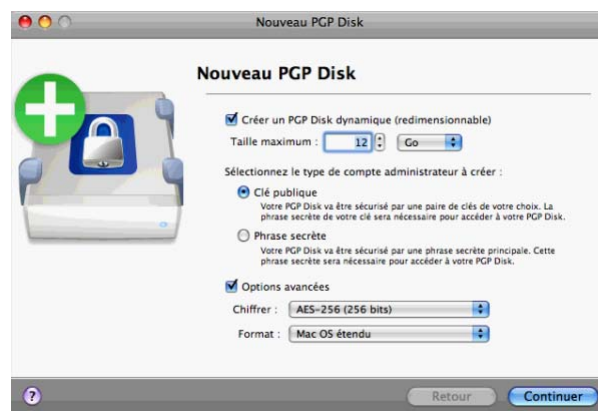 Nouveau PGP Disk
Nouveau PGP Disk
Créer un PGP Disk dynamique (redimensionnable)
Taille maximum : 12 Go
Sélectionnez le type de compte administrateur à créer :
Clé publique
Votre PGP Disk va être sécurisé par une paire de clés de votre choix. La
phrase secrète de votre clé sera nécessaire pour accéder à votre PGP Disk.
Phrase secrète
Votre PGP Disk va être sécurisé par une phrase secrète principale. Cette
phrase secrète sera nécessaire pour accéder à votre PGP Disk.
Options avancées
Chiffrer : AES-256 (256 bits)
Format : Mac OS étendu
? Retour Continuer